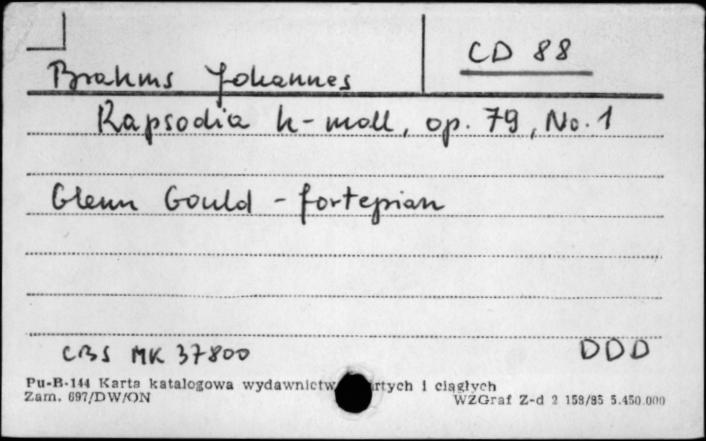 CD 88
Brahms Johannes
Rapsodia h-moll, op. 79, No. 1
Glenn Gould - fortepian
CBS MK 37800 DDD
Pu-B-144 Karta katalogowa wydawnictw i ciągłych
Zam. 697/DW/ON WZGraf Z-d 2 158/85 5.450.000